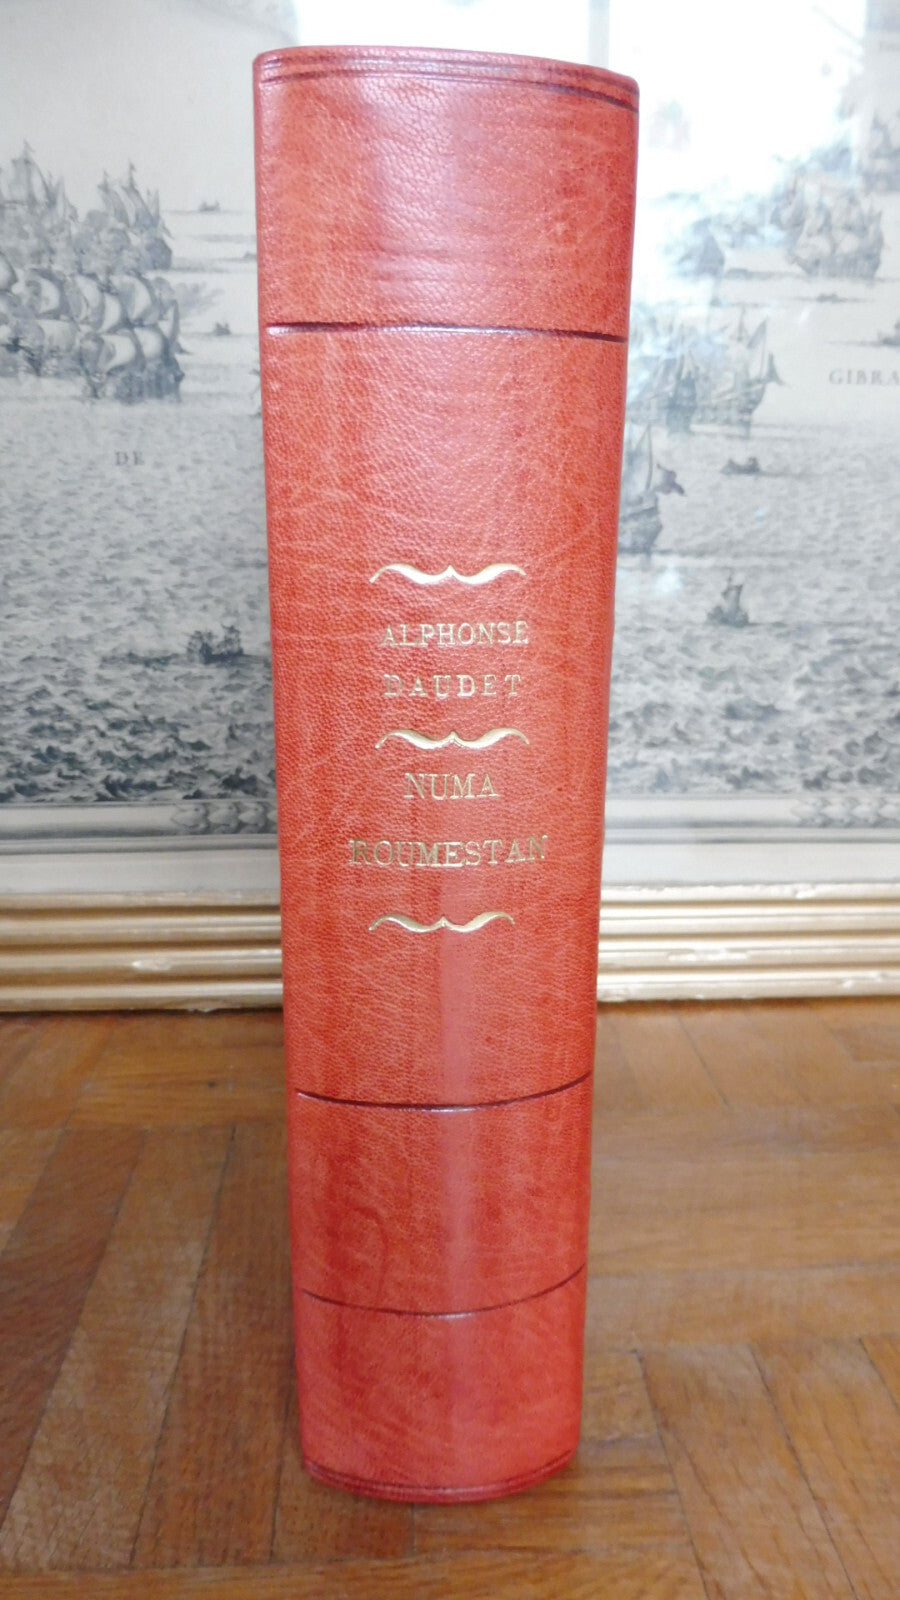 DE
GIBRA
ALPHONSE
DAUDET
NUMA
ROUMESTAN